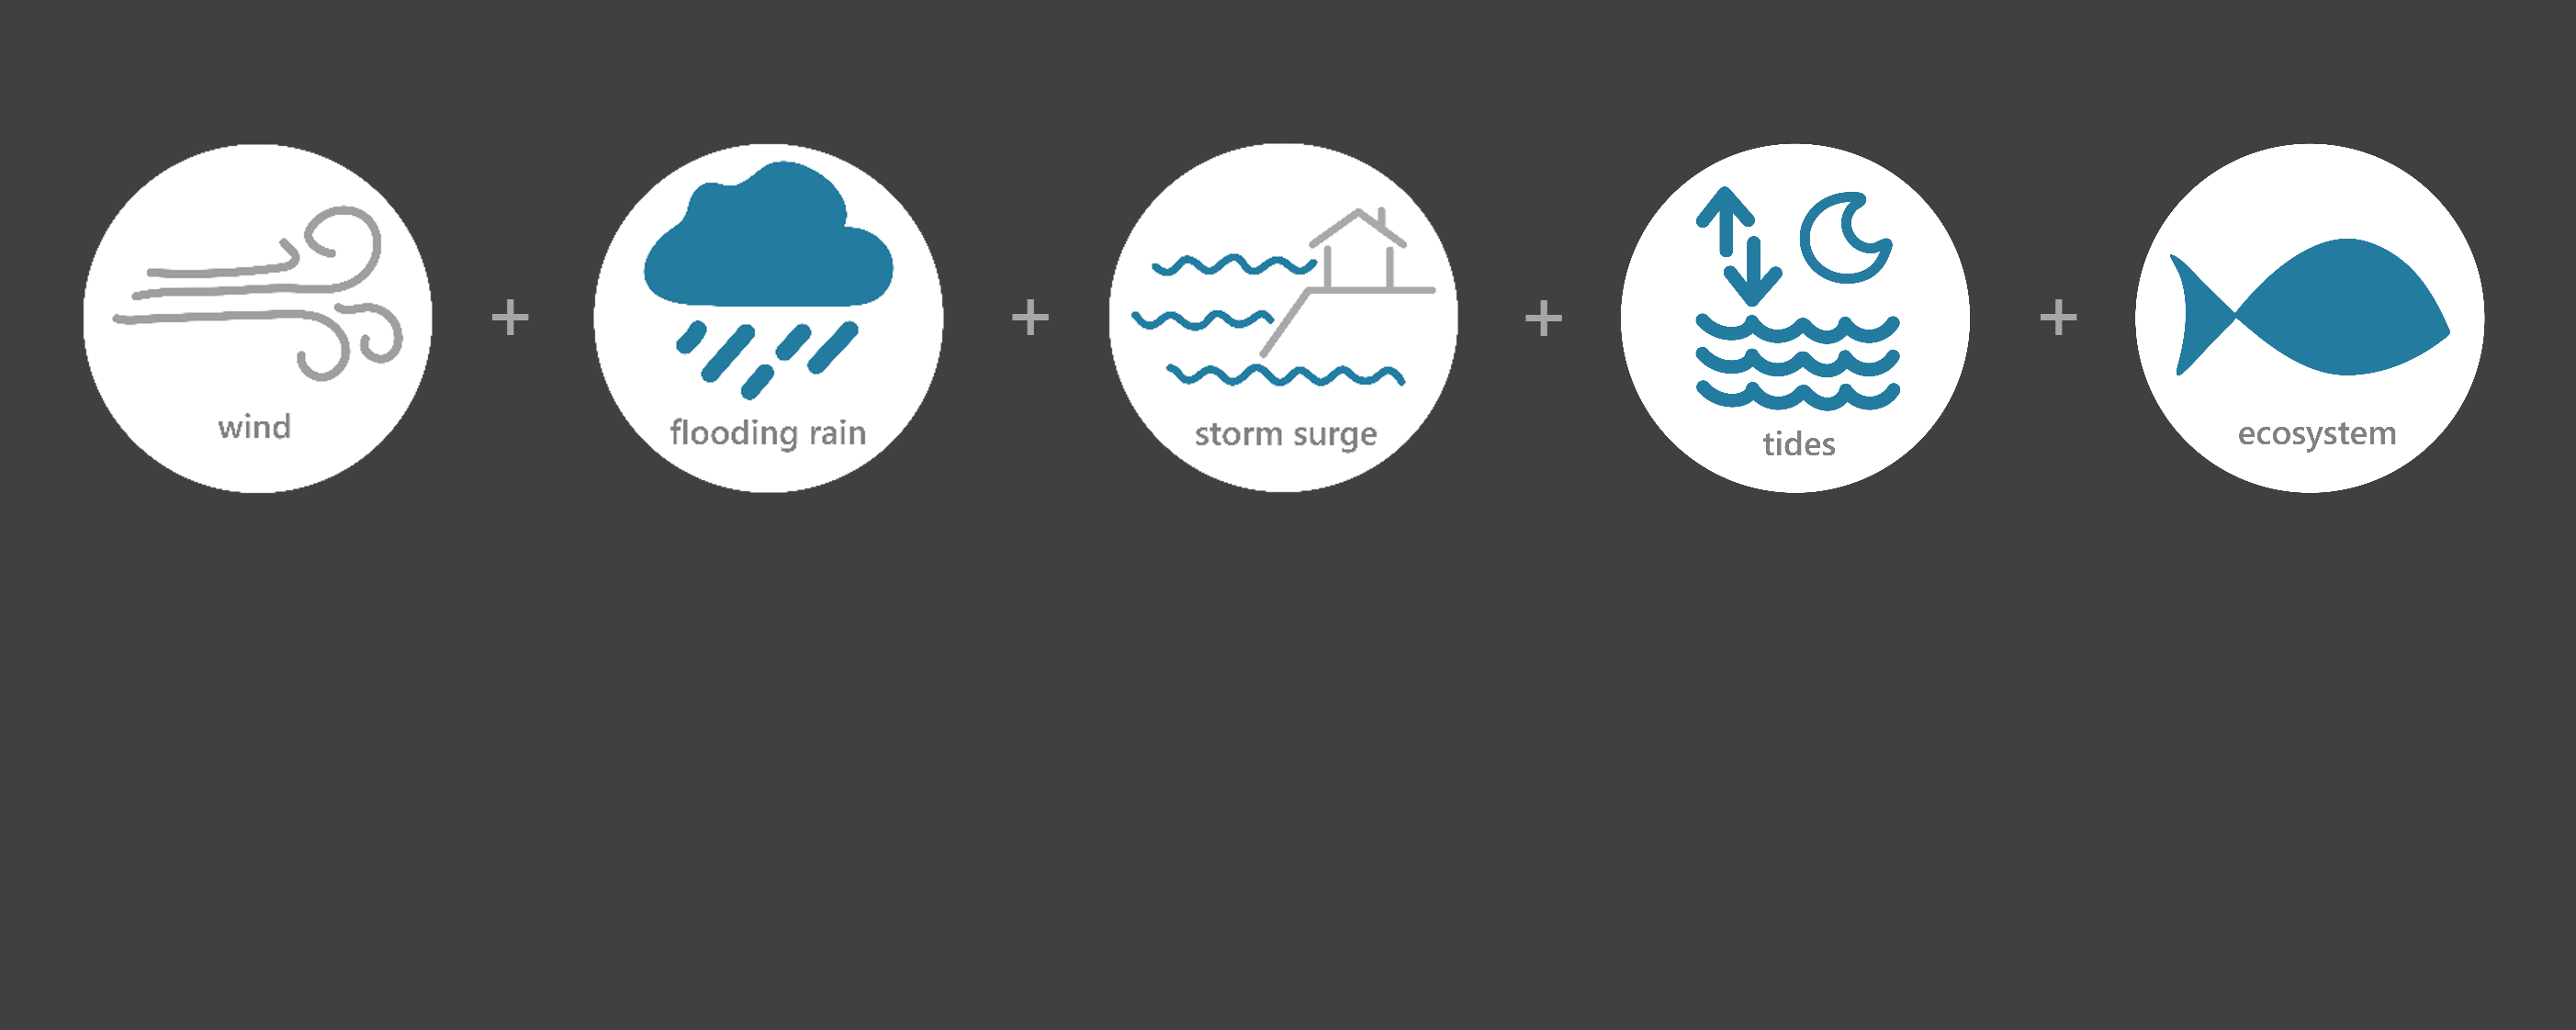 wind
+
flooding rain
+
storm surge
+
tides
+
ecosystem